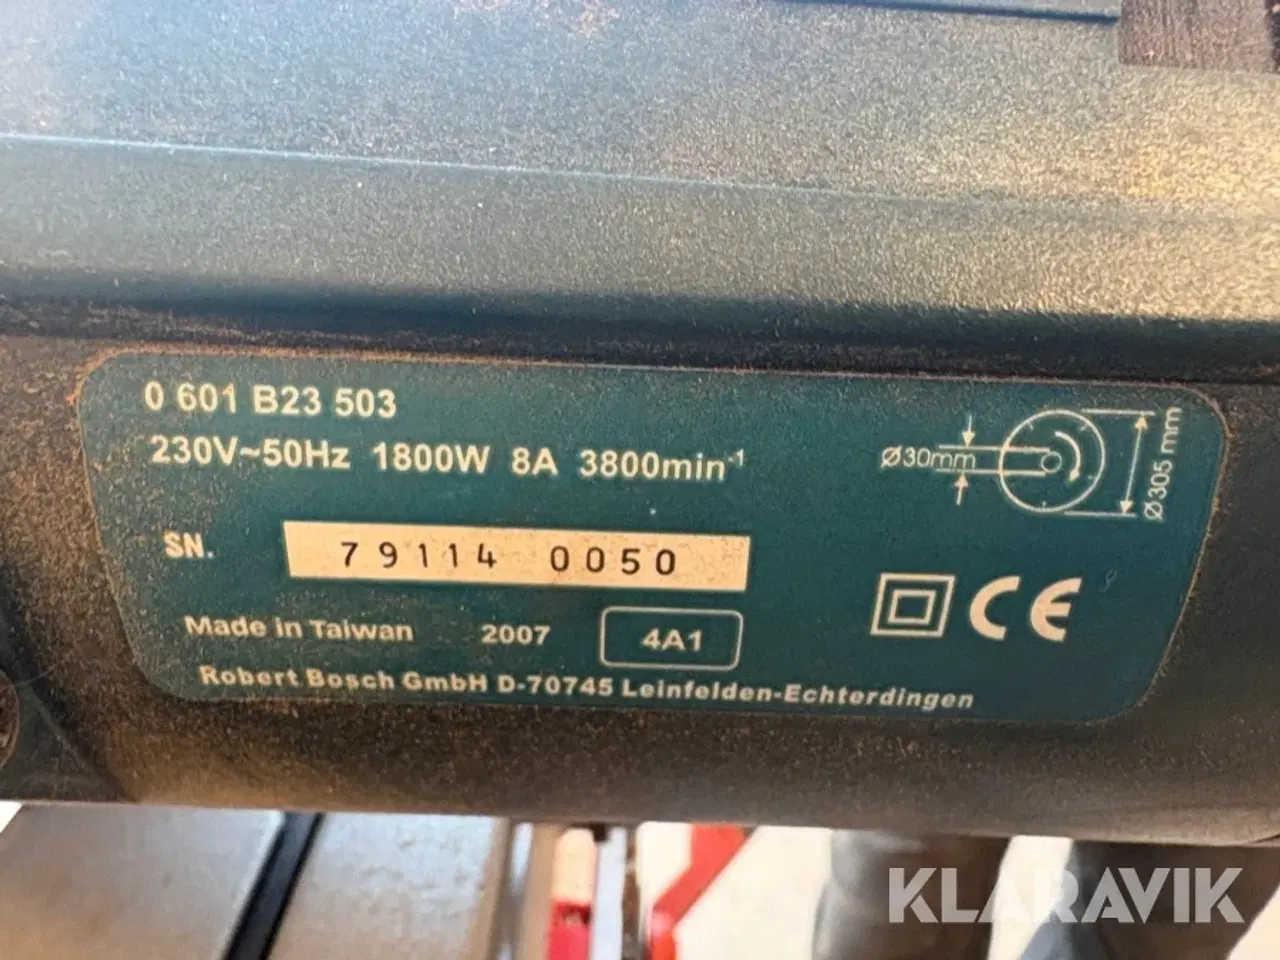 0 601 B23 503
230V~50Hz 1800W 8A 3800min-1
Ø30mm
Ø305 mm
SN. 79114 0050
Made in Taiwan 2007 4A1
CE
Robert Bosch GmbH D-70745 Leinfelden-Echterdingen
KLARAVIK